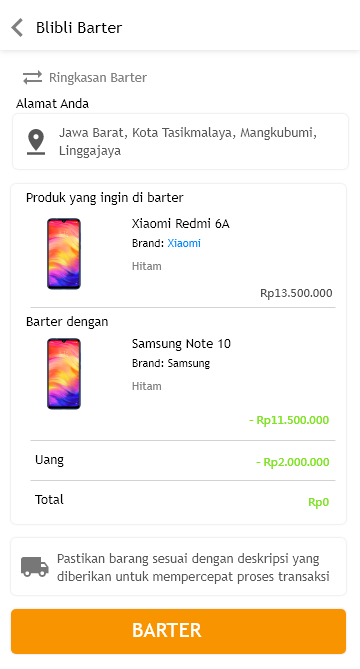 Blibli Barter
Ringkasan Barter
Alamat Anda
Jawa Barat, Kota Tasikmalaya, Mangkubumi,
Linggajaya
Produk yang ingin di barter
Xiaomi Redmi 6A
Brand: Xiaomi
Hitam
Rp13.500.000
Barter dengan
Samsung Note 10
Brand: Samsung
Hitam
- Rp11.500.000
Uang - Rp2.000.000
Total Rp0
Pastikan barang sesuai dengan deskripsi yang
diberikan untuk mempercepat proses transaksi
BARTER